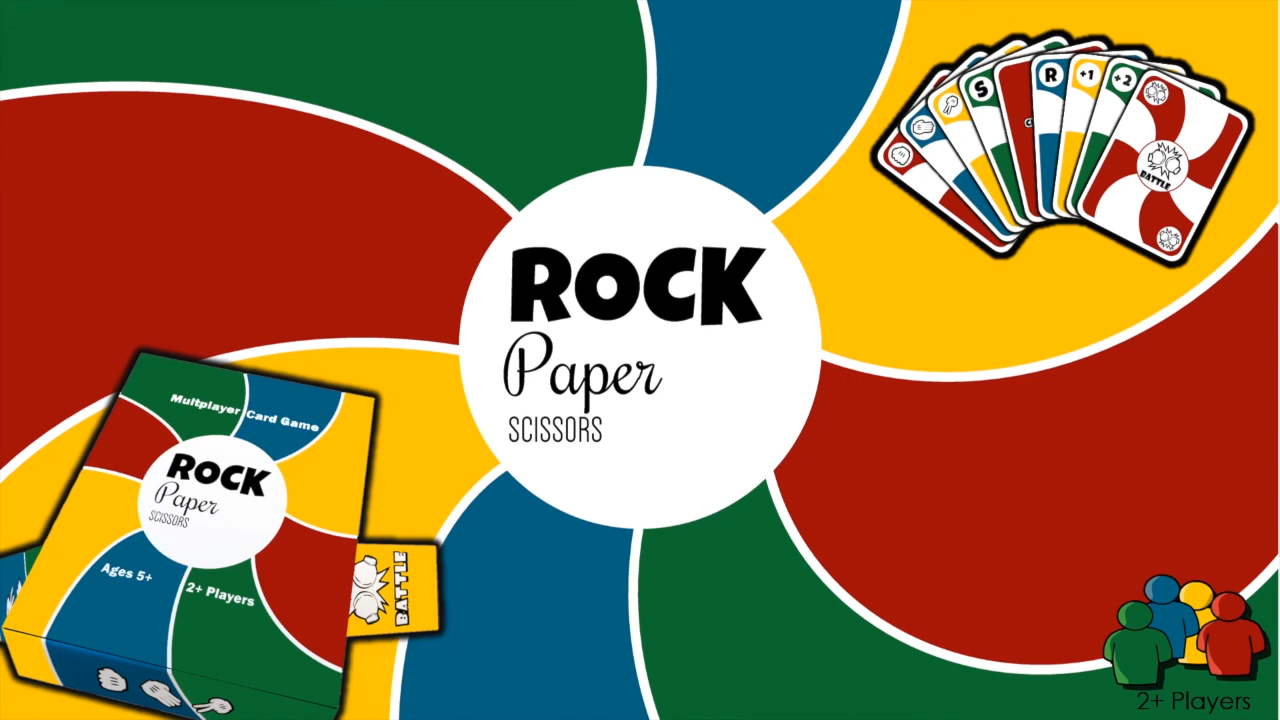 S
R
+1
+2
BATTLE
ROCK
Paper
SCISSORS
Multplayer Card Game
ROCK
Paper
SCISSORS
Ages 5+
2+ Players
BATTLE
2+ Players